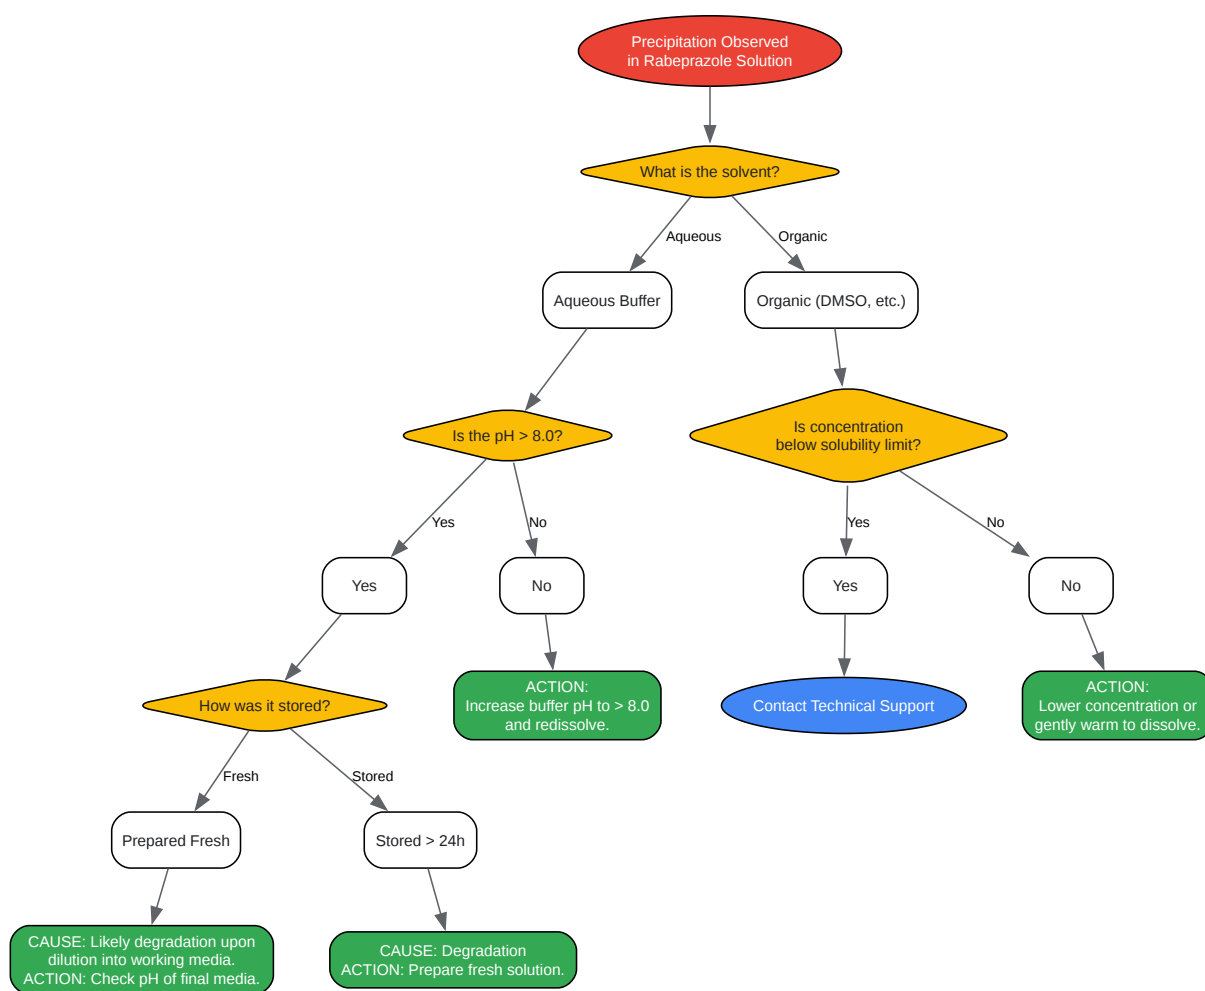 Precipitation Observed
in Rabeprazole Solution
What is the solvent?
Aqueous
Organic
Aqueous Buffer
Organic (DMSO, etc.)
Is the pH > 8.0?
Is concentration
below solubility limit?
Yes
No
Yes
No
Yes
No
Yes
No
How was it stored?
ACTION:
Increase buffer pH to > 8.0
and redissolve.
Contact Technical Support
ACTION:
Lower concentration or
gently warm to dissolve.
Fresh
Stored
Prepared Fresh
Stored > 24h
CAUSE: Likely degradation upon
dilution into working media.
ACTION: Check pH of final media.
CAUSE: Degradation
ACTION: Prepare fresh solution.